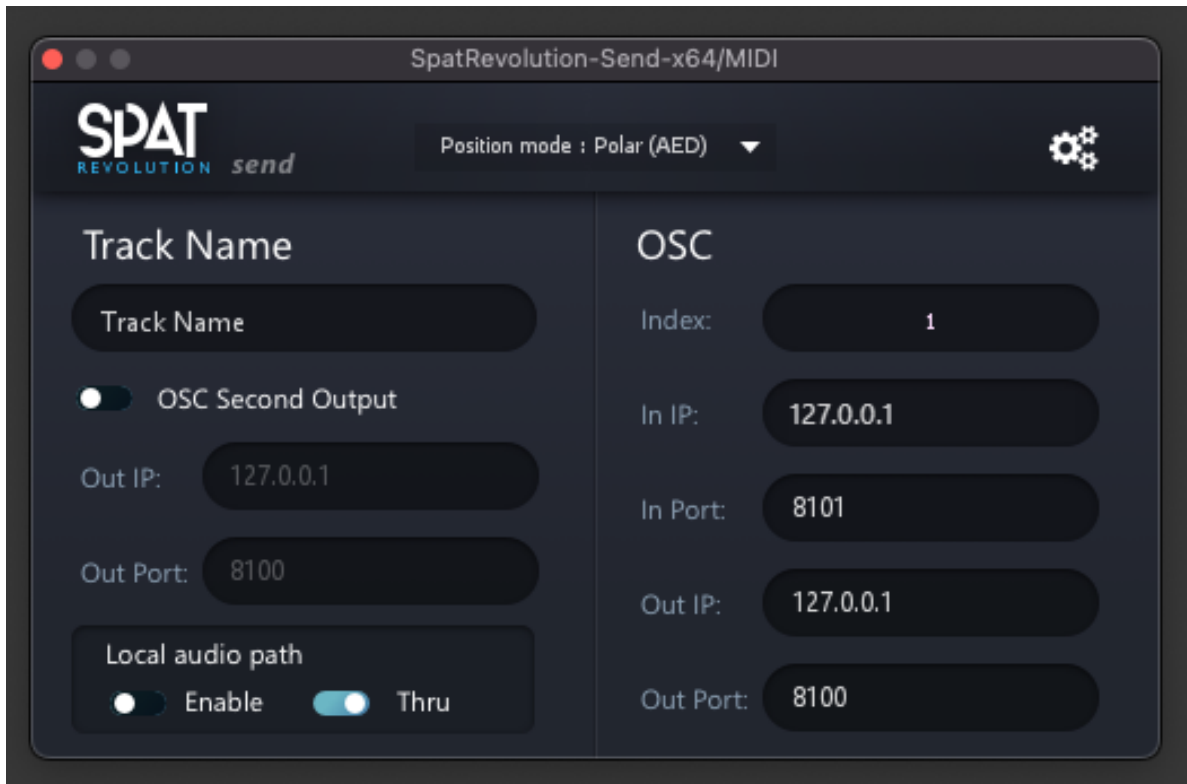 SpatRevolution-Send-x64/MIDI
SPAT
REVOLUTION send
Position mode : Polar (AED)
Track Name
Track Name
OSC Second Output
Out IP: 127.0.0.1
Out Port: 8100
Local audio path
Enable Thru
OSC
Index: 1
In IP: 127.0.0.1
In Port: 8101
Out IP: 127.0.0.1
Out Port: 8100